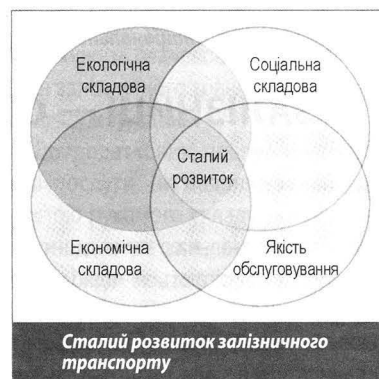 Екологічна
складова
Соціальна
складова
Сталий
розвиток
Економічна
складова
Якість
обслуговування
Сталий розвиток залізничного
транспорту